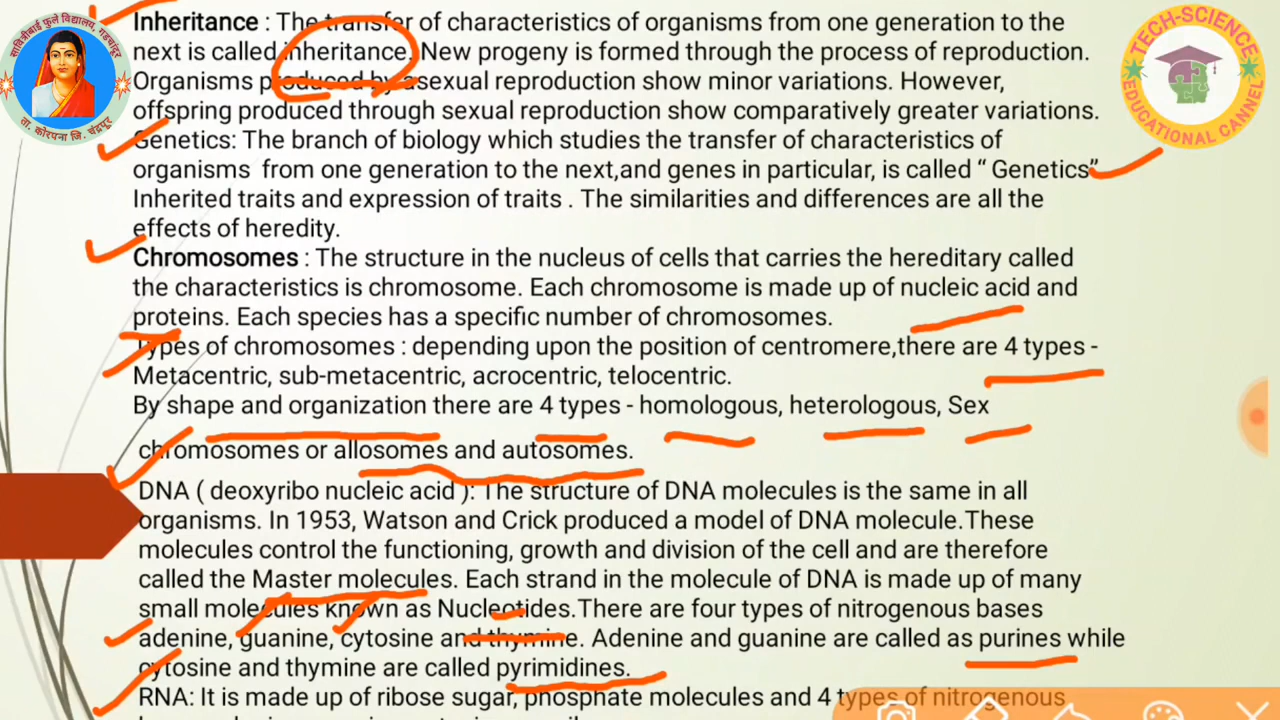 सावित्रीबाई फुले विद्यालय, गडचांदूर
ता. कोरपना जि. चंद्रपूर
TECH-SCIENCE
EDUCATIONAL CANNEL
Inheritance : The transfer of characteristics of organisms from one generation to the
next is called inheritance. New progeny is formed through the process of reproduction.
Organisms produced by asexual reproduction show minor variations. However,
offspring produced through sexual reproduction show comparatively greater variations.
Genetics: The branch of biology which studies the transfer of characteristics of
organisms from one generation to the next,and genes in particular, is called “ Genetics”
Inherited traits and expression of traits . The similarities and differences are all the
effects of heredity.
Chromosomes : The structure in the nucleus of cells that carries the hereditary called
the characteristics is chromosome. Each chromosome is made up of nucleic acid and
proteins. Each species has a specific number of chromosomes.
Types of chromosomes : depending upon the position of centromere,there are 4 types -
Metacentric, sub-metacentric, acrocentric, telocentric.
By shape and organization there are 4 types - homologous, heterologous, Sex
chromosomes or allosomes and autosomes.
DNA ( deoxyribo nucleic acid ): The structure of DNA molecules is the same in all
organisms. In 1953, Watson and Crick produced a model of DNA molecule.These
molecules control the functioning, growth and division of the cell and are therefore
called the Master molecules. Each strand in the molecule of DNA is made up of many
small molecules known as Nucleotides.There are four types of nitrogenous bases
adenine, guanine, cytosine and thymine. Adenine and guanine are called as purines while
cytosine and thymine are called pyrimidines.
RNA: It is made up of ribose sugar, phosphate molecules and 4 types of nitrogenous